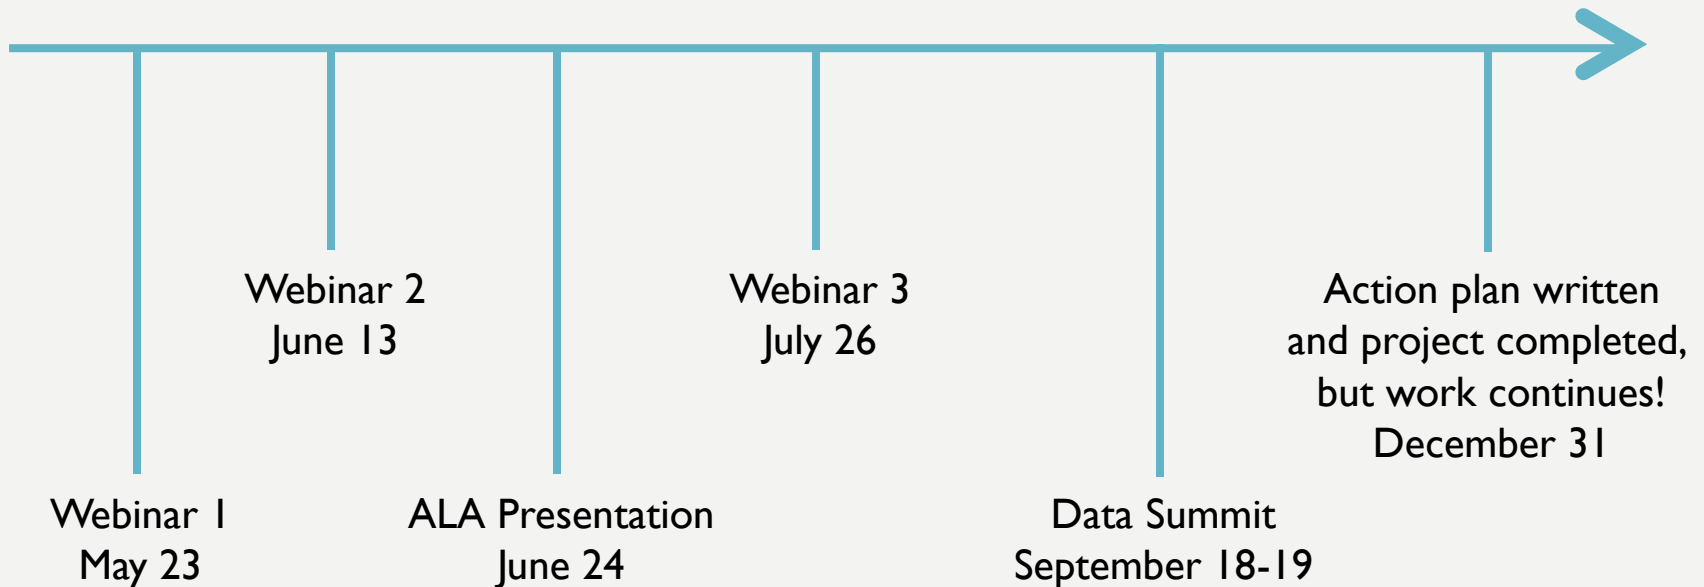 Webinar 1
May 23
Webinar 2
June 13
ALA Presentation
June 24
Webinar 3
July 26
Data Summit
September 18-19
Action plan written
and project completed,
but work continues!
December 31